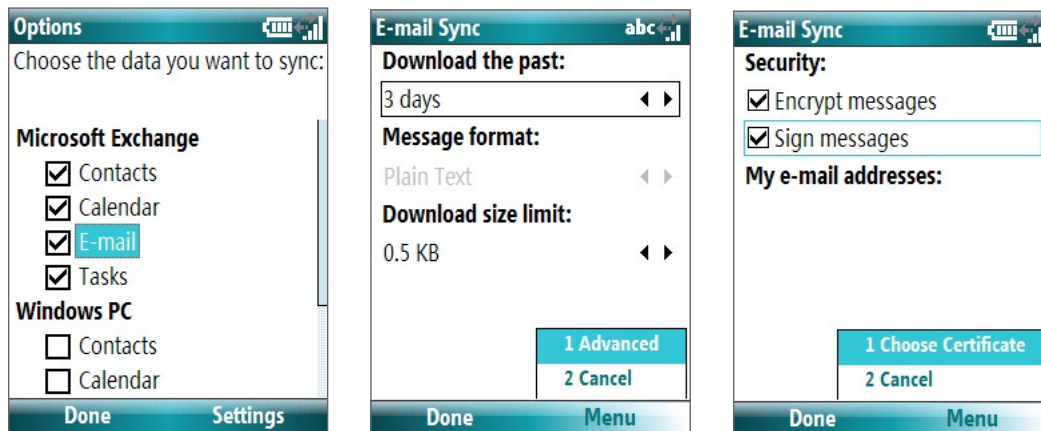 Options
Choose the data you want to sync:
Microsoft Exchange
Contacts
Calendar
E-mail
Tasks
Windows PC
Contacts
Calendar
Done Settings
E-mail Sync abc
Download the past:
3 days
Message format:
Plain Text
Download size limit:
0.5 KB
1 Advanced
2 Cancel
Done Menu
E-mail Sync
Security:
Encrypt messages
Sign messages
My e-mail addresses:
1 Choose Certificate
2 Cancel
Done Menu